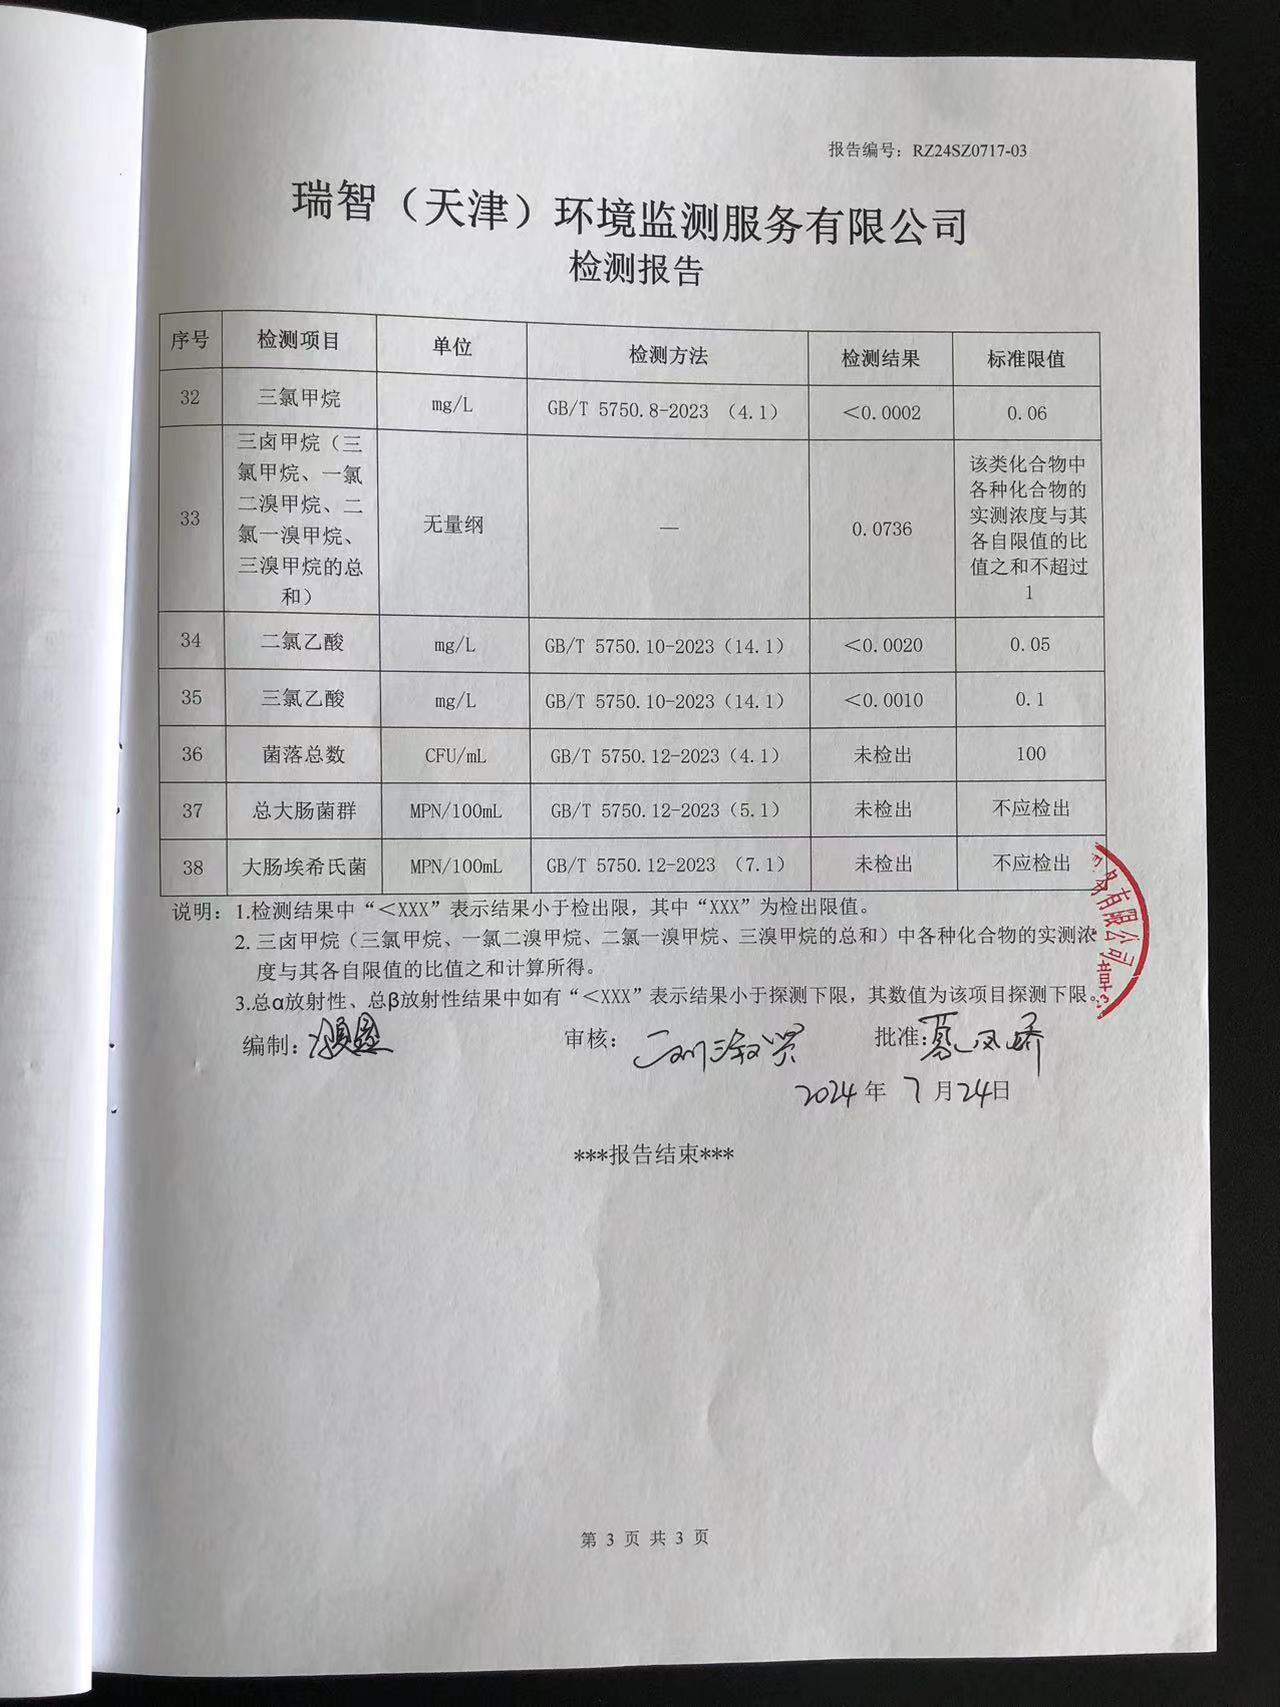 报告编号：RZ24SZ0717-03
瑞智（天津）环境监测服务有限公司
检测报告
序号 检测项目 单位 检测方法 检测结果 标准限值
32 三氯甲烷 mg/L GB/T 5750.8-2023 （4.1） <0.0002 0.06
33 三卤甲烷（三氯甲烷、一氯二溴甲烷、二氯一溴甲烷、三溴甲烷的总和） 无量纲 — 0.0736 该类化合物中各种化合物的实测浓度与其各自限值的比值之和不超过1
34 二氯乙酸 mg/L GB/T 5750.10-2023（14.1） <0.0020 0.05
35 三氯乙酸 mg/L GB/T 5750.10-2023（14.1） <0.0010 0.1
36 菌落总数 CFU/mL GB/T 5750.12-2023（4.1） 未检出 100
37 总大肠菌群 MPN/100mL GB/T 5750.12-2023（5.1） 未检出 不应检出
38 大肠埃希氏菌 MPN/100mL GB/T 5750.12-2023 （7.1） 未检出 不应检出
说明：1.检测结果中“<XXX”表示结果小于检出限，其中“XXX”为检出限值。
2. 三卤甲烷（三氯甲烷、一氯二溴甲烷、二氯一溴甲烷、三溴甲烷的总和）中各种化合物的实测浓
度与其各自限值的比值之和计算所得。
3.总α放射性、总β放射性结果中如有“<XXX”表示结果小于探测下限，其数值为该项目探测下限。
务有限公司
章
编制： 审核： 批准：
2024年 7月24日
***报告结束***
第 3 页 共 3 页